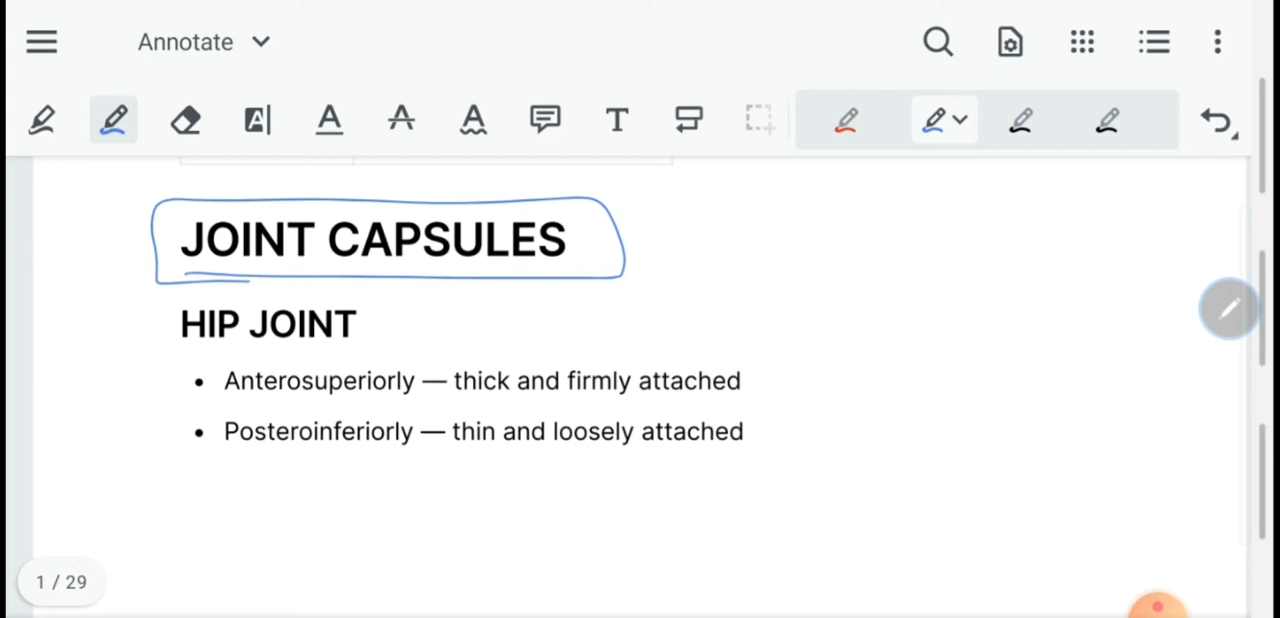 Annotate
JOINT CAPSULES
HIP JOINT
• Anterosuperiorly — thick and firmly attached
• Posteroinferiorly — thin and loosely attached
1 / 29